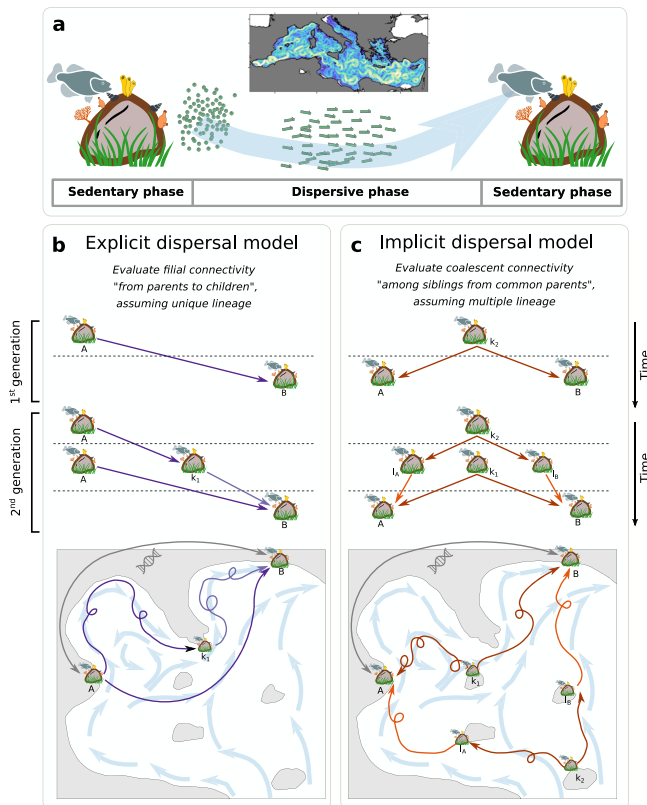 a
Sedentary phase
Dispersive phase
Sedentary phase
b Explicit dispersal model
Evaluate filial connectivity
"from parents to children",
assuming unique lineage
c Implicit dispersal model
Evaluate coalescent connectivity
"among siblings from common parents",
assuming multiple lineage
1st generation
A
B
k2
A
B
Time
2nd generation
A
A
k1
B
k2
IA
k1
IB
A
B
Time
B
k1
A
B
A
k1
IB
IA
k2